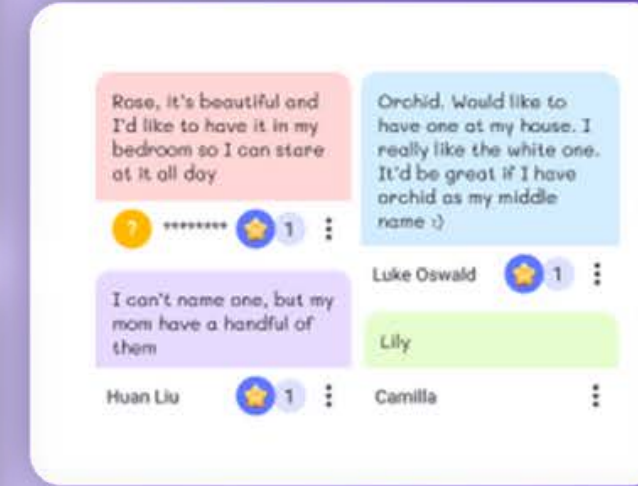 Rose, it's beautiful and
I'd like to have it in my
bedroom so I can stare
at it all day
? ******** 1
I can't name one, but my
mom have a handful of
them
Huan Liu 1
Orchid. Would like to
have one at my house. I
really like the white one.
It'd be great if I have
orchid as my middle
name :)
Luke Oswald 1
Lily
Camilla